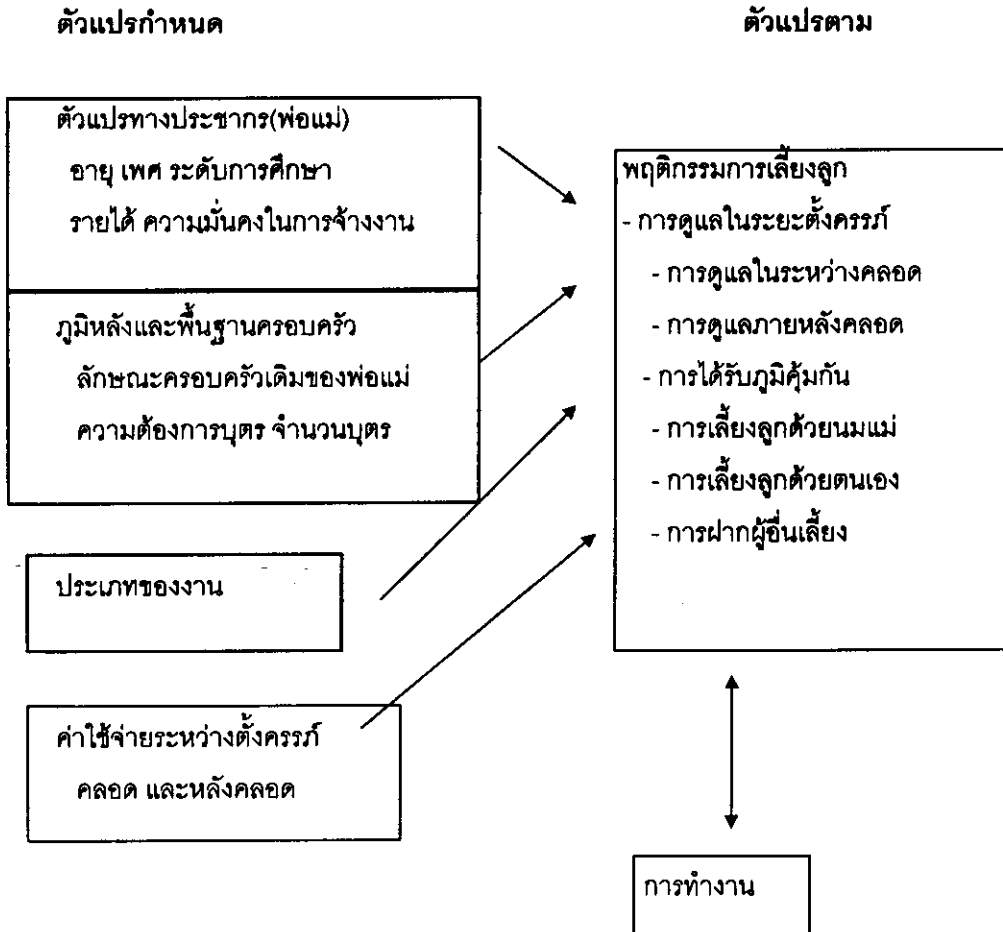 ตัวแปรกำหนด
ตัวแปรตาม
ตัวแปรทางประชากร(พ่อแม่)
อายุ เพศ ระดับการศึกษา
รายได้ ความมั่นคงในการจ้างงาน
ภูมิหลังและพื้นฐานครอบครัว
ลักษณะครอบครัวเดิมของพ่อแม่
ความต้องการบุตร จำนวนบุตร
ประเภทของงาน
ค่าใช้จ่ายระหว่างตั้งครรภ์
คลอด และหลังคลอด
พฤติกรรมการเลี้ยงลูก
- การดูแลในระยะตั้งครรภ์
- การดูแลในระหว่างคลอด
- การดูแลภายหลังคลอด
- การได้รับภูมิคุ้มกัน
- การเลี้ยงลูกด้วยนมแม่
- การเลี้ยงลูกด้วยตนเอง
- การฝากผู้อื่นเลี้ยง
การทำงาน